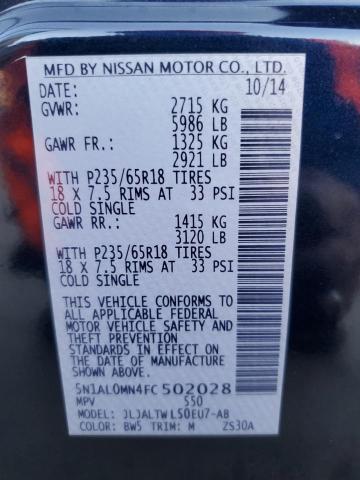 MFD BY NISSAN MOTOR CO., LTD.
DATE: 10/14
GVWR: 2715 KG
5986 LB
GAWR FR.: 1325 KG
2921 LB
WITH P235/65R18 TIRES
18 X 7.5 RIMS AT 33 PSI
COLD SINGLE
GAWR RR.: 1415 KG
3120 LB
WITH P235/65R18 TIRES
18 X 7.5 RIMS AT 33 PSI
COLD SINGLE
THIS VEHICLE CONFORMS TO
ALL APPLICABLE FEDERAL
MOTOR VEHICLE SAFETY AND
THEFT PREVENTION
STANDARDS IN EFFECT ON
THE DATE OF MANUFACTURE
SHOWN ABOVE
5N1AL0MN4FC502028
MPV 550
MODEL: JLJALTWL50EU7-AB
COLOR: BW5 TRIM: M ZS30A